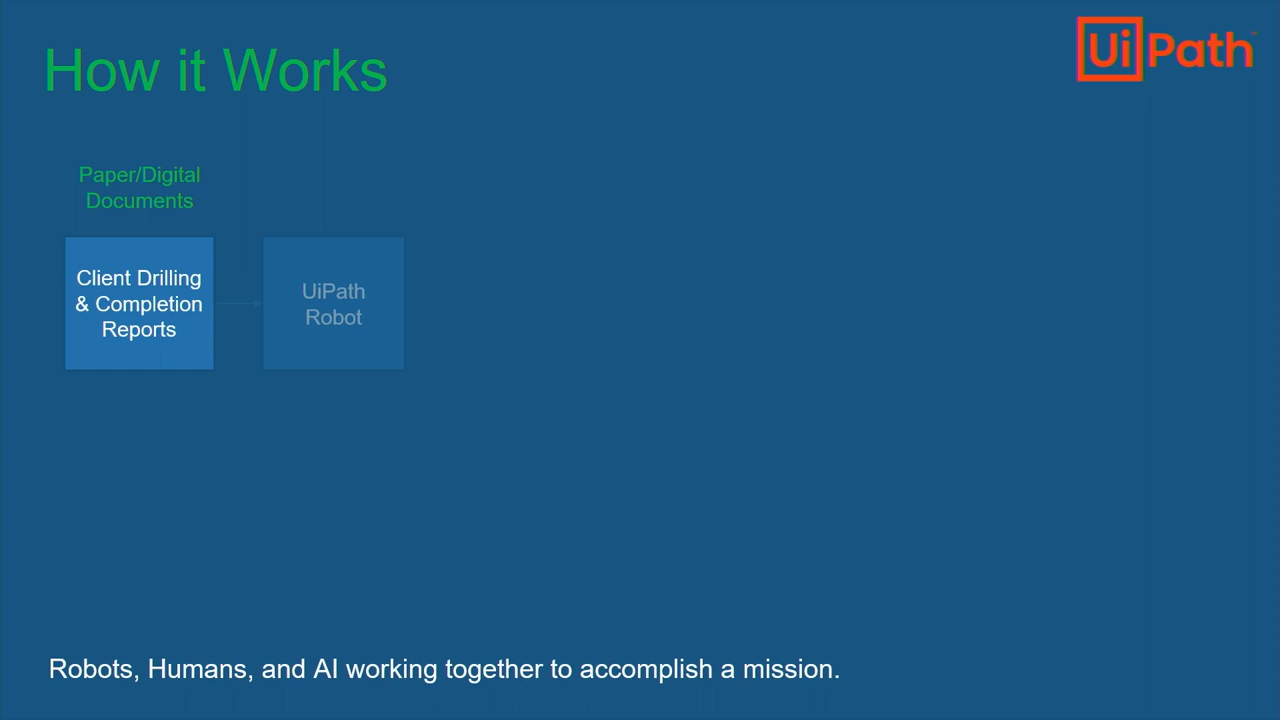 How it Works
UiPath
Paper/Digital
Documents
Client Drilling
& Completion
Reports
UiPath
Robot
Robots, Humans, and AI working together to accomplish a mission.